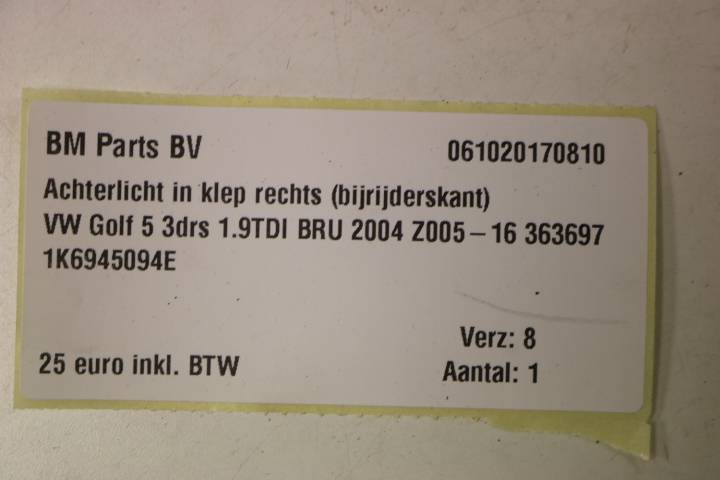 BM Parts BV 061020170810
Achterlicht in klep rechts (bijrijderskant)
VW Golf 5 3drs 1.9TDI BRU 2004 Z005-16 363697
1K6945094E
Verz: 8
25 euro inkl. BTW Aantal: 1